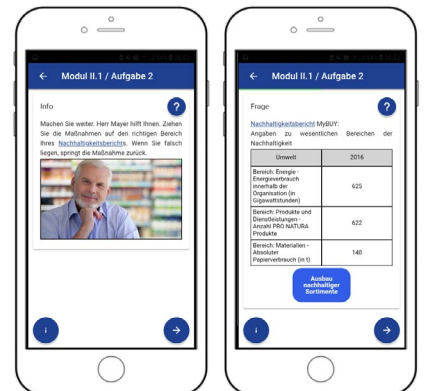 Modul II.1 / Aufgabe 2
Info
?
Machen Sie weiter. Herr Mayer hilft Ihnen. Ziehen
Sie die Maßnahmen auf den richtigen Bereich
Ihres Nachhaltigkeitsberichts. Wenn Sie falsch
liegen, springt die Maßnahme zurück.
i
Modul II.1 / Aufgabe 2
Frage
?
Nachhaltigkeitsbericht MyBUY:
Angaben zu wesentlichen Bereichen der
Nachhaltigkeit
Umwelt 2016
Bereich: Energie -
Energieverbrauch
innerhalb der
Organisation (in
Gigawattstunden)
625
Bereich: Produkte und
Dienstleistungen -
Anzahl PRO NATURA
Produkte
622
Bereich: Materialien -
Absoluter
Papierverbrauch (in t)
140
Ausbau
nachhaltiger
Sortimente
i